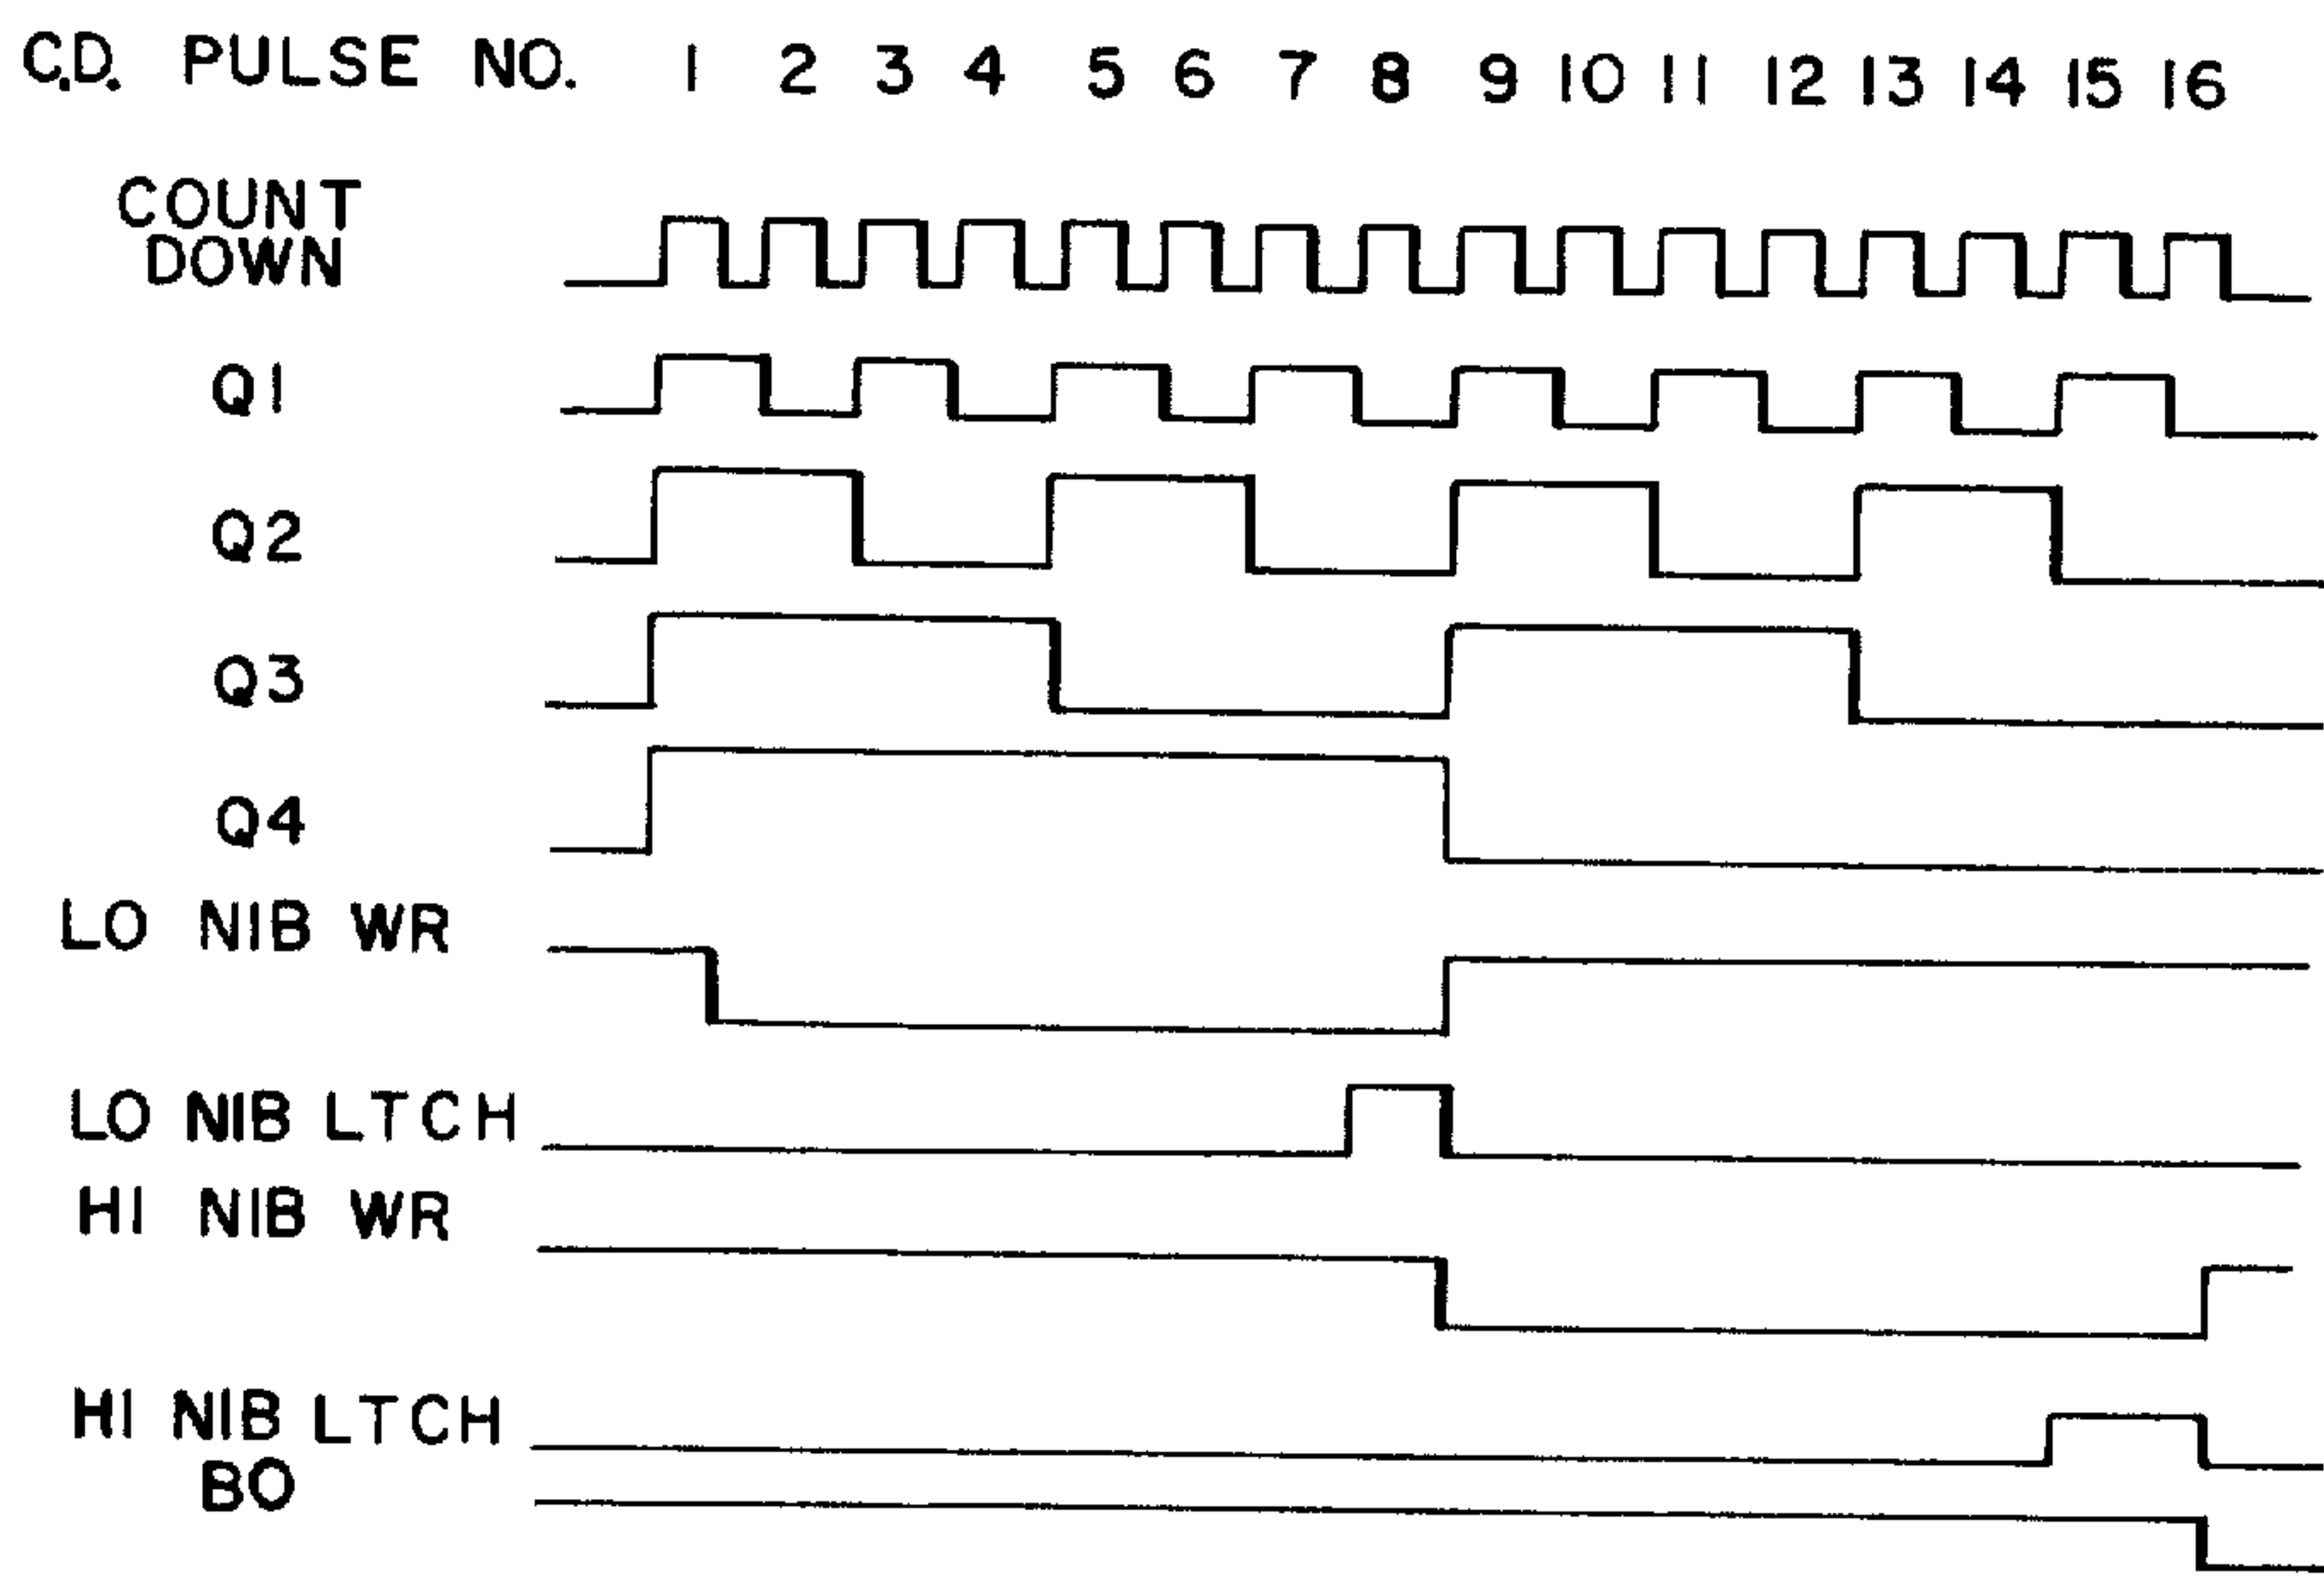 C.D. PULSE NO. 1 2 3 4 5 6 7 8 9 10 11 12 13 14 15 16
COUNT
DOWN
Q1
Q2
Q3
Q4
LO NIB WR
LO NIB LTCH
HI NIB WR
HI NIB LTCH
BO